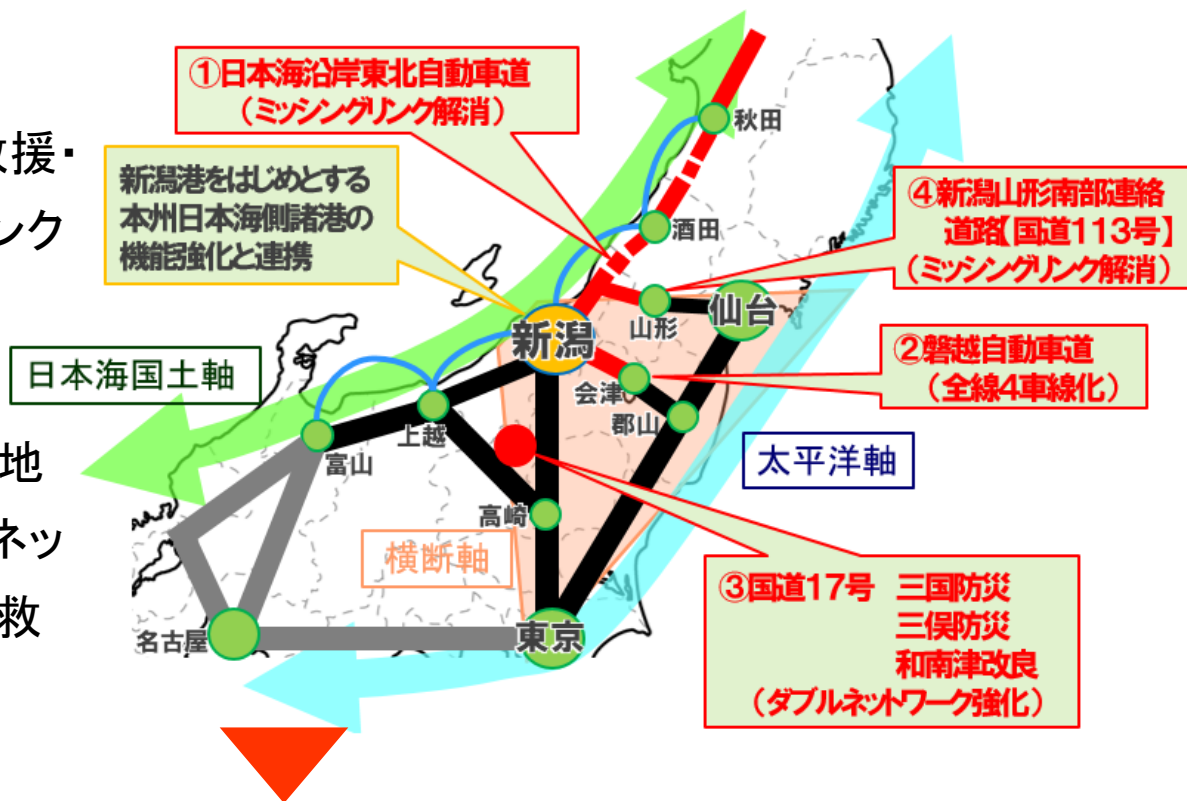 ①日本海沿岸東北自動車道
（ミッシングリンク解消）
秋田
救援・
ンク
新潟港をはじめとする
本州日本海側諸港の
機能強化と連携
④新潟山形南部連絡
道路【国道113号】
（ミッシングリンク解消）
酒田
仙台
山形
新潟
日本海国土軸
②磐越自動車道
（全線4車線化）
会津
郡山
上越
富山
地
太平洋軸
高崎
ネッ
横断軸
③国道17号 三国防災
三俣防災
和南津改良
（ダブルネットワーク強化）
救
名古屋
東京